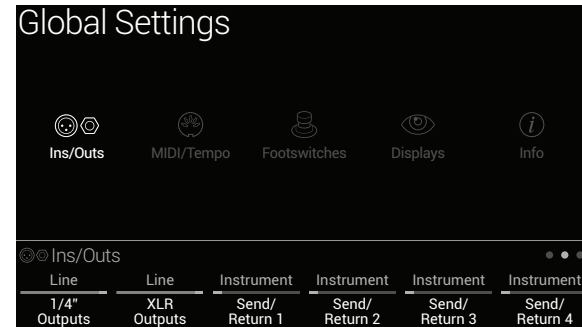 Global Settings
Ins/Outs MIDI/Tempo Footswitches Displays Info
Ins/Outs
Line Line Instrument Instrument Instrument Instrument
1/4" XLR Send/ Send/ Send/ Send/
Outputs Outputs Return 1 Return 2 Return 3 Return 4